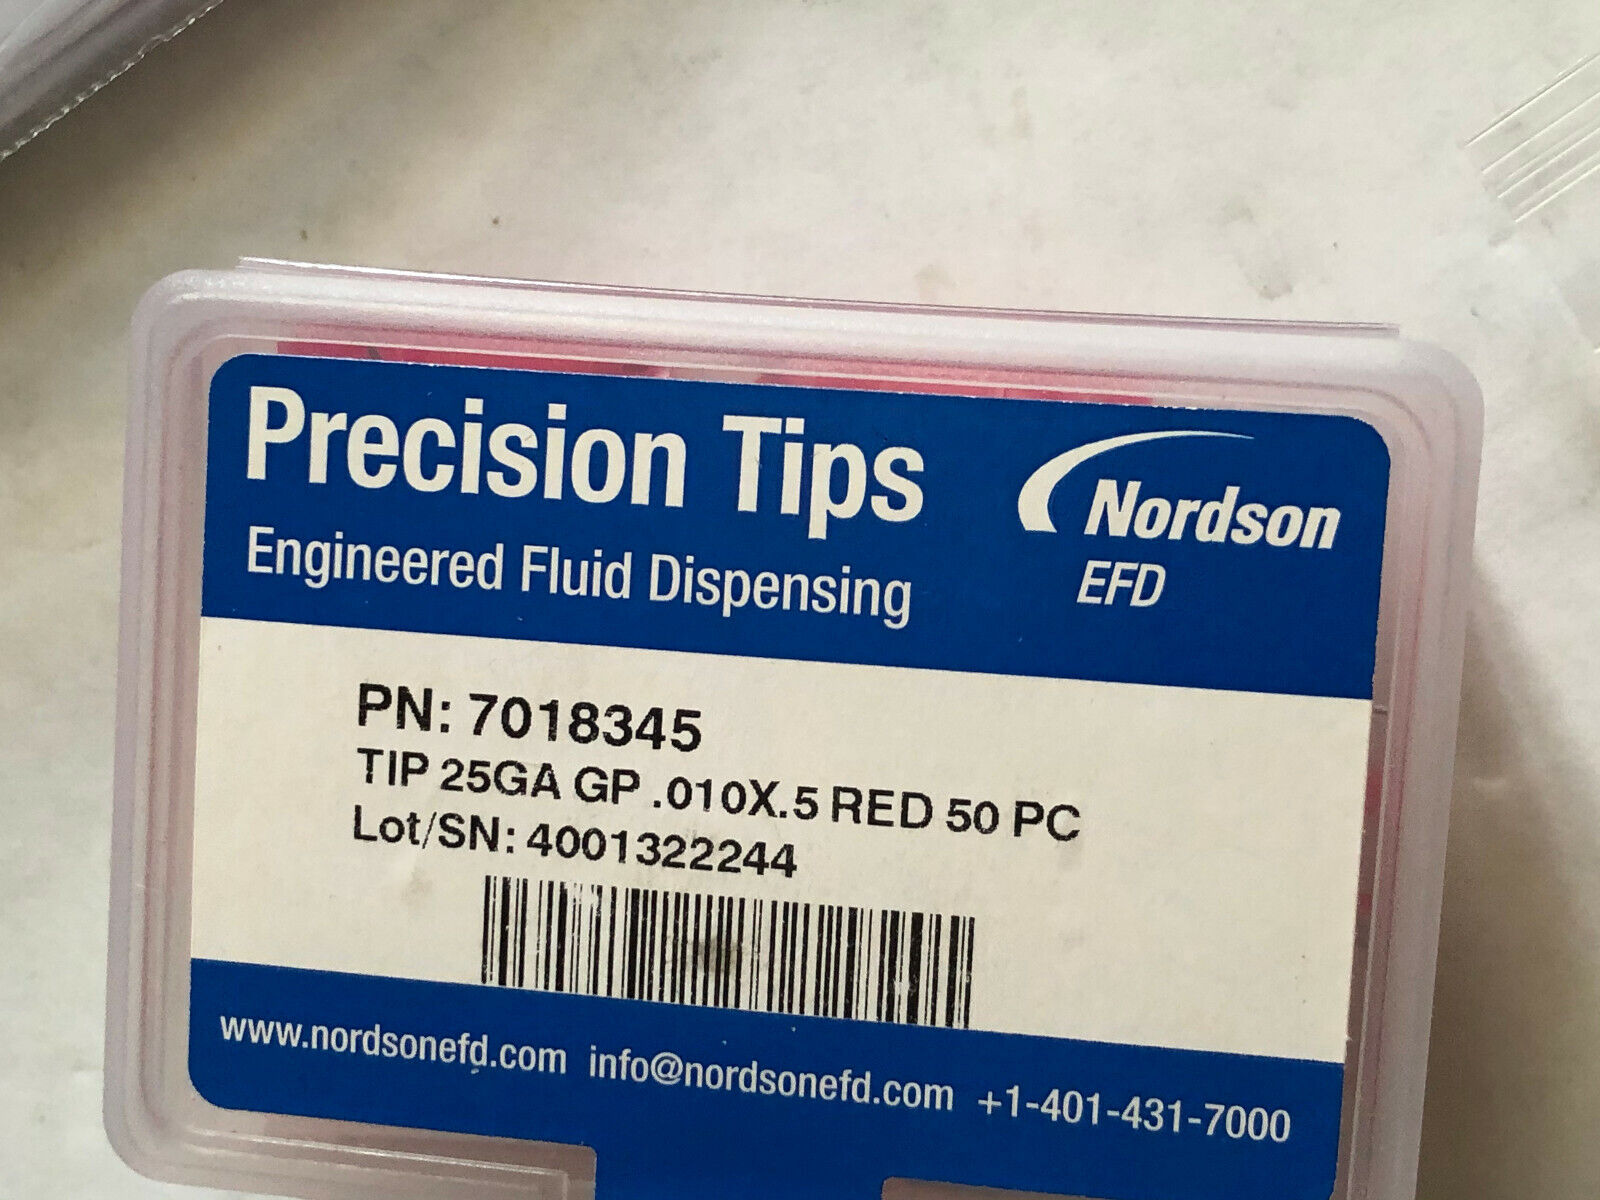 Precision Tips
Engineered Fluid Dispensing
Nordson
EFD
PN: 7018345
TIP 25GA GP .010X.5 RED 50 PC
Lot/SN: 4001322244
www.nordsonefd.com info@nordsonefd.com +1-401-431-7000